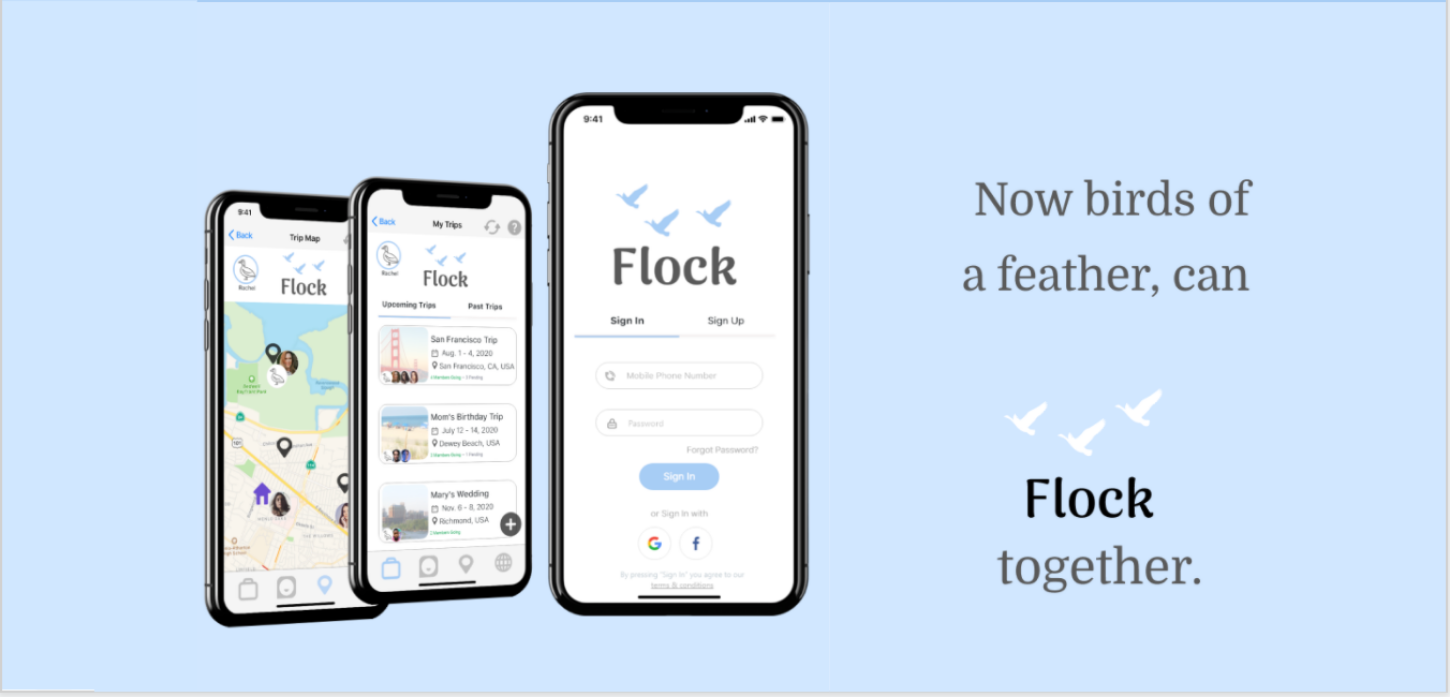 9:41
Back
Trip Map
Rachel
Flock
101
9:41
Back
My Trips
?
Rachel
Flock
Upcoming Trips Past Trips
San Francisco Trip
Aug. 1 - 4, 2020
San Francisco, CA, USA
Mom's Birthday Trip
July 12 - 14, 2020
Dewey Beach, USA
Mary's Wedding
Nov. 6 - 8, 2020
Richmond, USA
9:41
Flock
Sign In Sign Up
Mobile Phone Number
Password
Forgot Password?
Sign In
or Sign In with
G f
By pressing "Sign In" you agree to our
terms & conditions
Now birds of
a feather, can
Flock
together.